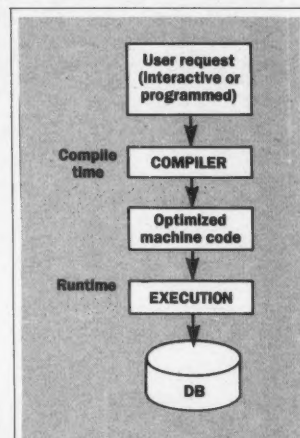 User request
(interactive or
programmed)
Compile
time
COMPILER
Optimized
machine code
Runtime
EXECUTION
DB